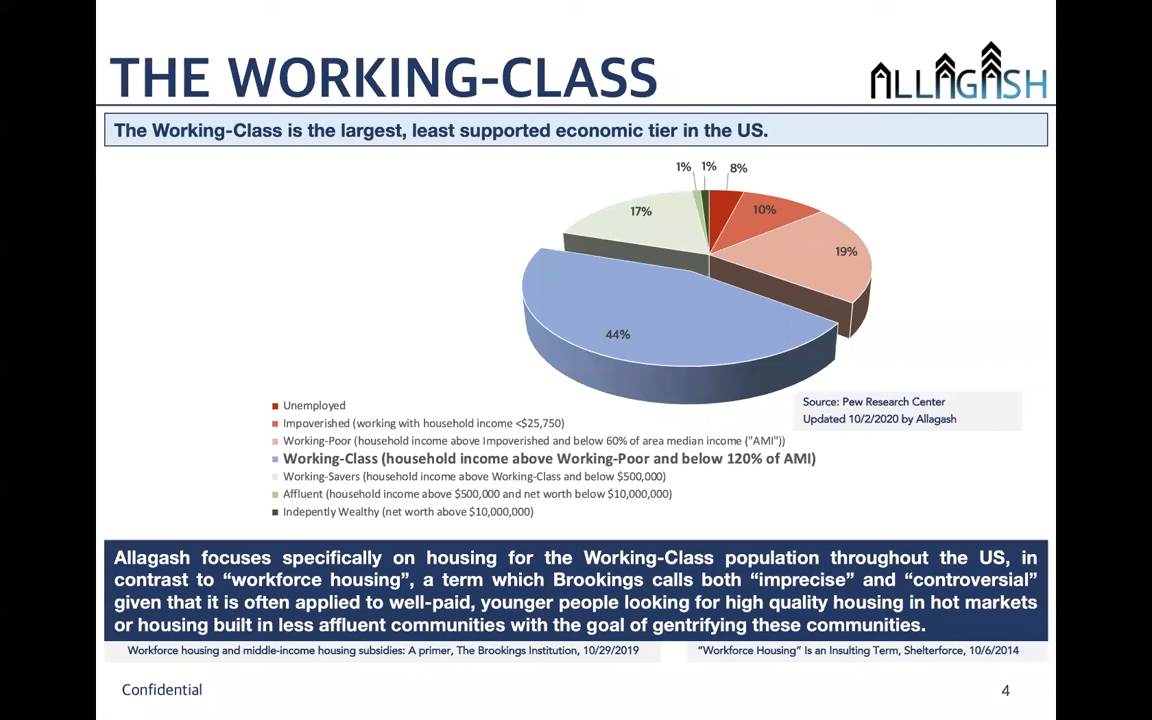 THE WORKING-CLASS
ALLAGASH
The Working-Class is the largest, least supported economic tier in the US.
1%
1%
8%
17%
10%
19%
44%
Unemployed
Impoverished (working with household income <$25,750)
Working-Poor (household income above Impoverished and below 60% of area median income ("AMI"))
Working-Class (household income above Working-Poor and below 120% of AMI)
Working-Savers (household income above Working-Class and below $500,000)
Affluent (household income above $500,000 and net worth below $10,000,000)
Indepently Wealthy (net worth above $10,000,000)
Source: Pew Research Center
Updated 10/2/2020 by Allagash
Allagash focuses specifically on housing for the Working-Class population throughout the US, in
contrast to “workforce housing”, a term which Brookings calls both “imprecise” and “controversial”
given that it is often applied to well-paid, younger people looking for high quality housing in hot markets
or housing built in less affluent communities with the goal of gentrifying these communities.
Workforce housing and middle-income housing subsidies: A primer, The Brookings Institution, 10/29/2019
“Workforce Housing” Is an Insulting Term, Shelterforce, 10/6/2014
Confidential
4